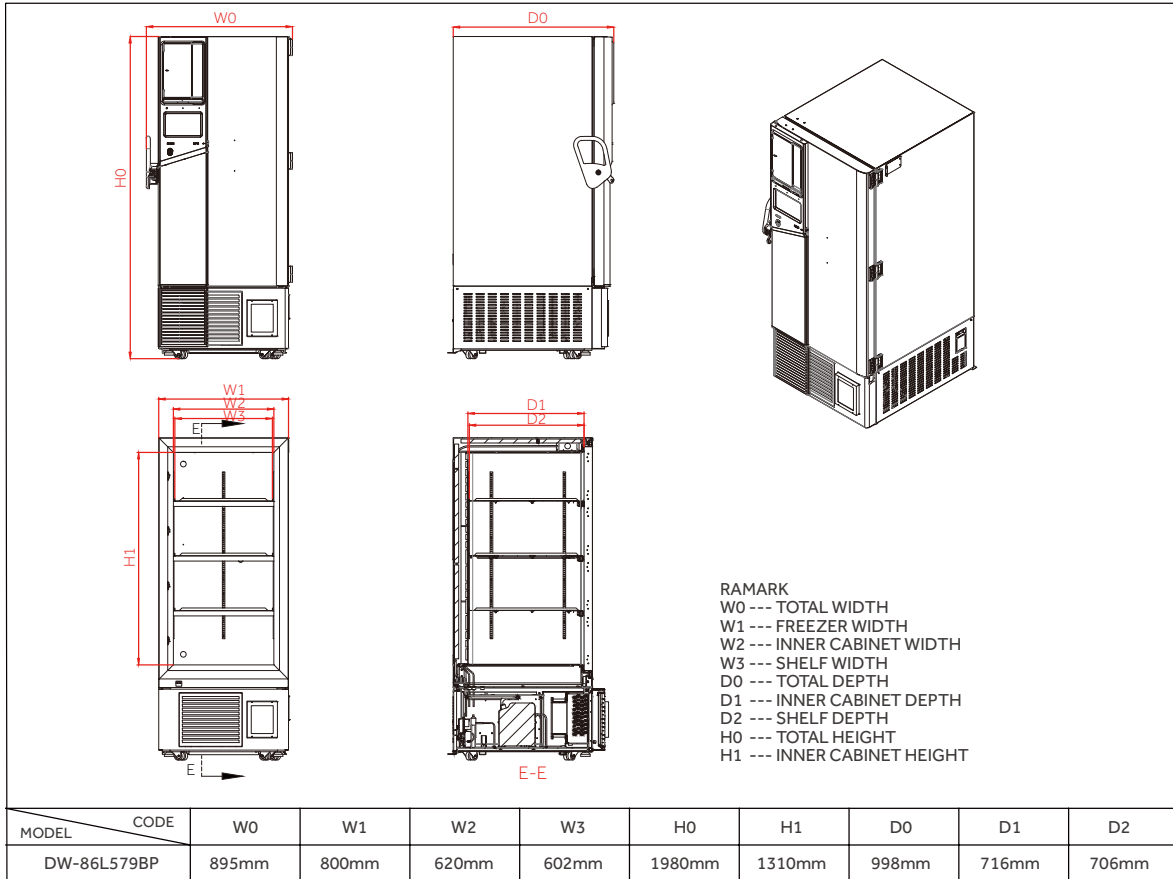 W0
D0
H0
W1
W2
W3
E
H1
E
D1
D2
E-E
RAMARK
W0 --- TOTAL WIDTH
W1 --- FREEZER WIDTH
W2 --- INNER CABINET WIDTH
W3 --- SHELF WIDTH
D0 --- TOTAL DEPTH
D1 --- INNER CABINET DEPTH
D2 --- SHELF DEPTH
H0 --- TOTAL HEIGHT
H1 --- INNER CABINET HEIGHT
MODEL CODE W0 W1 W2 W3 H0 H1 D0 D1 D2
DW-86L579BP 895mm 800mm 620mm 602mm 1980mm 1310mm 998mm 716mm 706mm